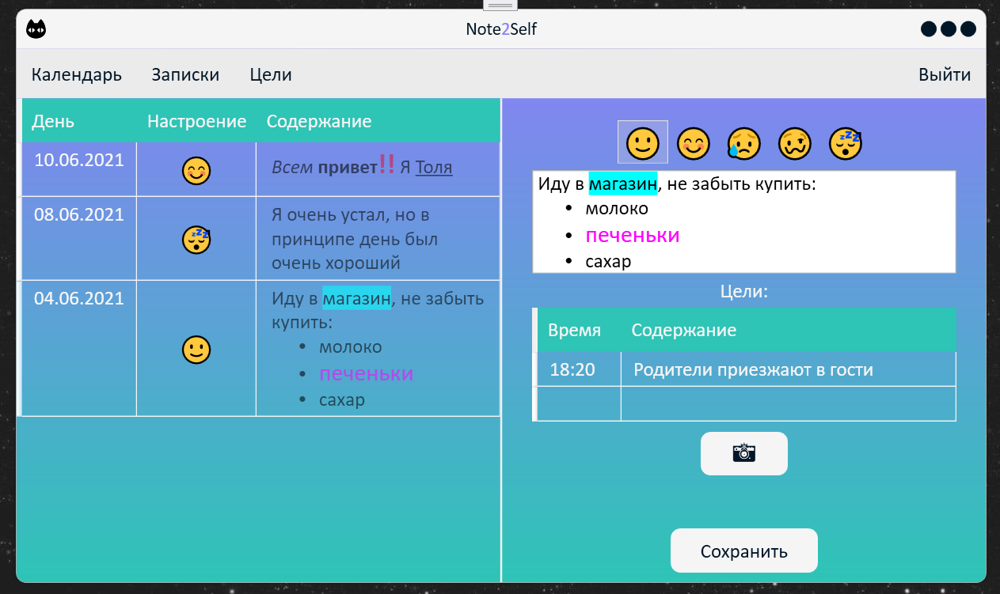 Note2Self
Календарь Записки Цели Выйти
День Настроение Содержание
10.06.2021 Всем привет!! Я Толя
08.06.2021 Я очень устал, но в
принципе день был
очень хороший
04.06.2021 Иду в магазин, не забыть
купить:
• молоко
• печеньки
• сахар
Иду в магазин, не забыть купить:
• молоко
• печеньки
• сахар
Цели:
Время Содержание
18:20 Родители приезжают в гости
Сохранить